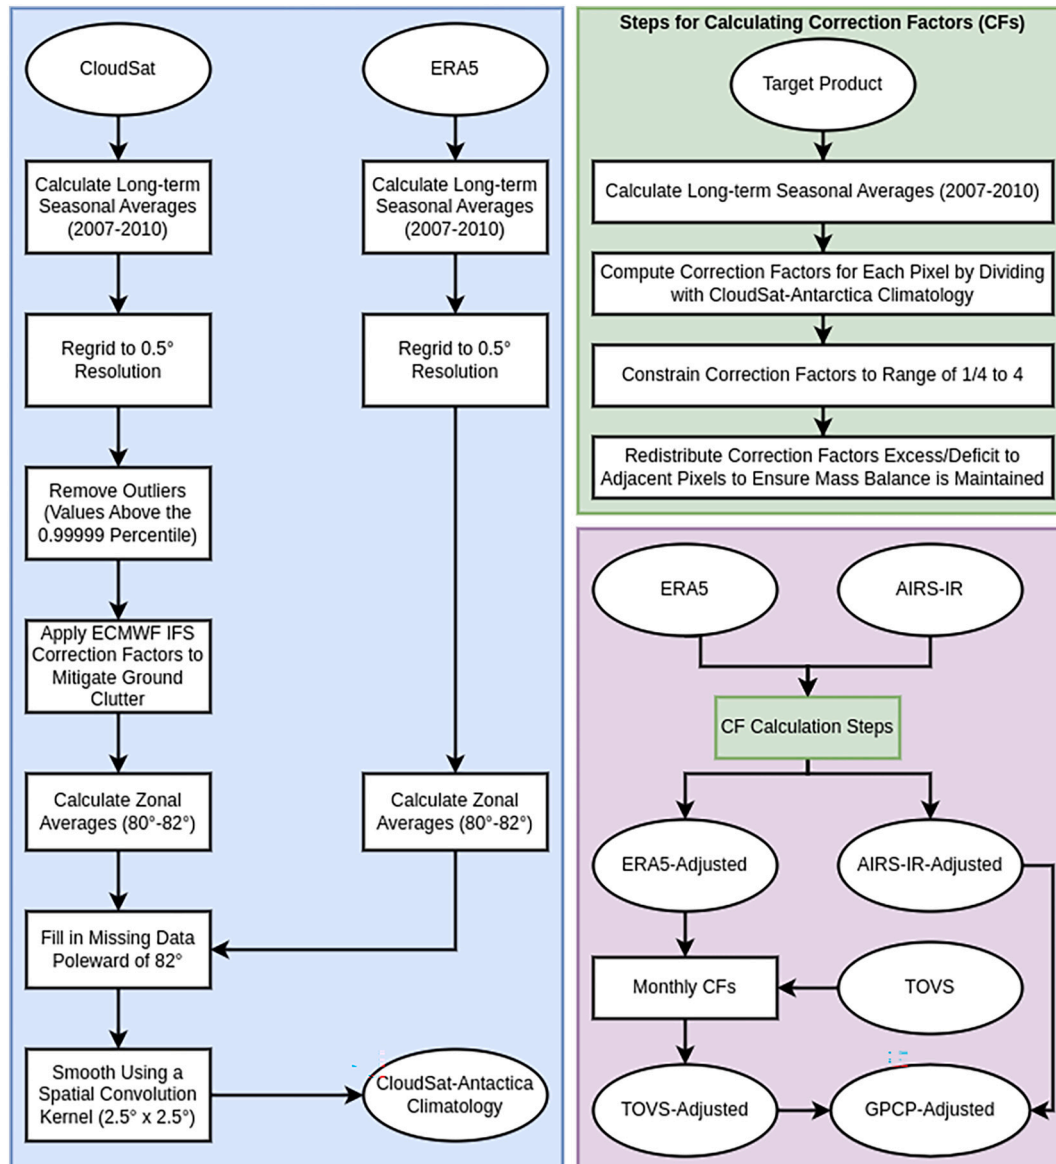 CloudSat
ERA5
Calculate Long-term
Seasonal Averages
(2007-2010)
Calculate Long-term
Seasonal Averages
(2007-2010)
Regrid to 0.5°
Resolution
Regrid to 0.5°
Resolution
Remove Outliers
(Values Above the
0.99999 Percentile)
Apply ECMWF IFS
Correction Factors to
Mitigate Ground
Clutter
Calculate Zonal
Averages (80°-82°)
Calculate Zonal
Averages (80°-82°)
Fill in Missing Data
Poleward of 82°
Smooth Using a
Spatial Convolution
Kernel (2.5° x 2.5°)
CloudSat-Antactica
Climatology
Steps for Calculating Correction Factors (CFs)
Target Product
Calculate Long-term Seasonal Averages (2007-2010)
Compute Correction Factors for Each Pixel by Dividing
with CloudSat-Antarctica Climatology
Constrain Correction Factors to Range of 1/4 to 4
Redistribute Correction Factors Excess/Deficit to
Adjacent Pixels to Ensure Mass Balance is Maintained
ERA5
AIRS-IR
CF Calculation Steps
ERA5-Adjusted
AIRS-IR-Adjusted
Monthly CFs
TOVS
TOVS-Adjusted
GPCP-Adjusted